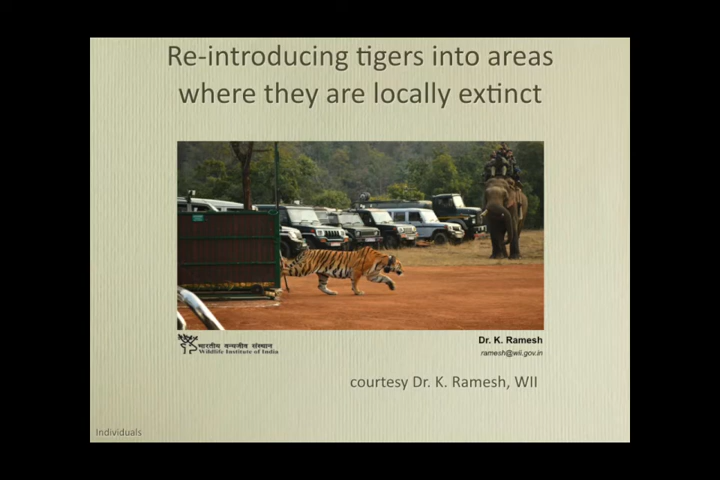 Re-introducing tigers into areas
where they are locally extinct
भारतीय वन्यजीव संस्थान
Wildlife Institute of India
Dr. K. Ramesh
ramesh@wii.gov.in
courtesy Dr. K. Ramesh, WII
Individuals